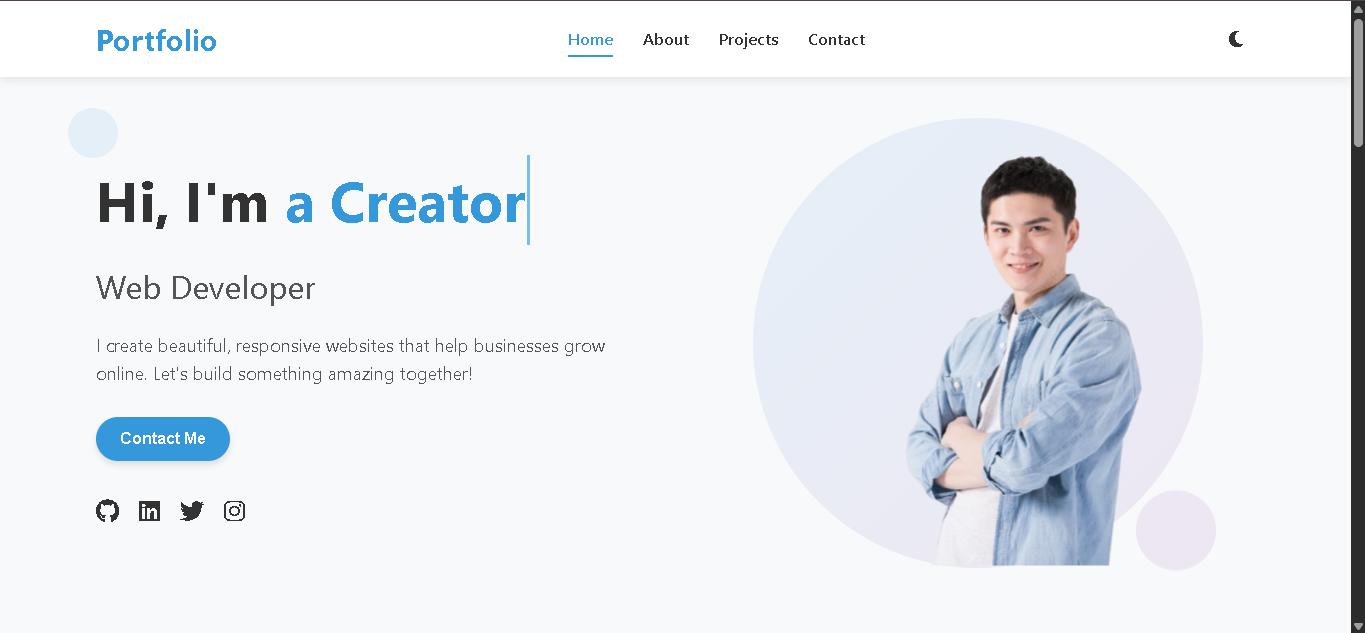 Portfolio
Home About Projects Contact
Hi, I'm a Creator
Web Developer
I create beautiful, responsive websites that help businesses grow
online. Let's build something amazing together!
Contact Me
in